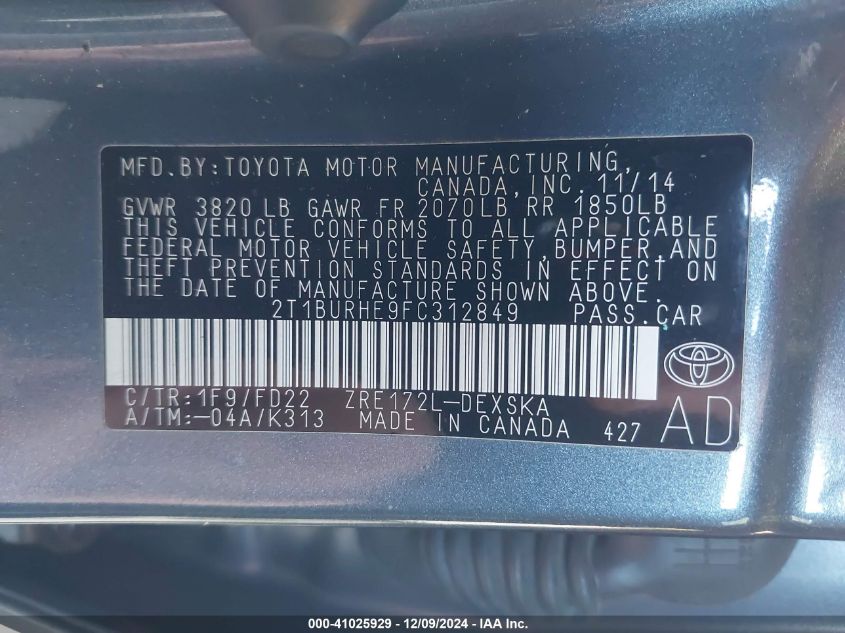 MFD.BY:TOYOTA MOTOR MANUFACTURING,
CANADA,INC. 11/14
GVWR 3820 LB GAWR FR 2070LB RR 1850LB
THIS VEHICLE CONFORMS TO ALL APPLICABLE
FEDERAL MOTOR VEHICLE SAFETY,BUMPER,AND
THEFT PREVENTION STANDARDS IN EFFECT ON
THE DATE OF MANUFACTURE SHOWN ABOVE.
2T1BURHE9FC312849 PASS.CAR
C/TR:1F9/FD22 ZRE172L-DEXSKA
A/TM:-04A/K313 MADE IN CANADA 427 AD
000-41025929 - 12/09/2024 - IAA Inc.